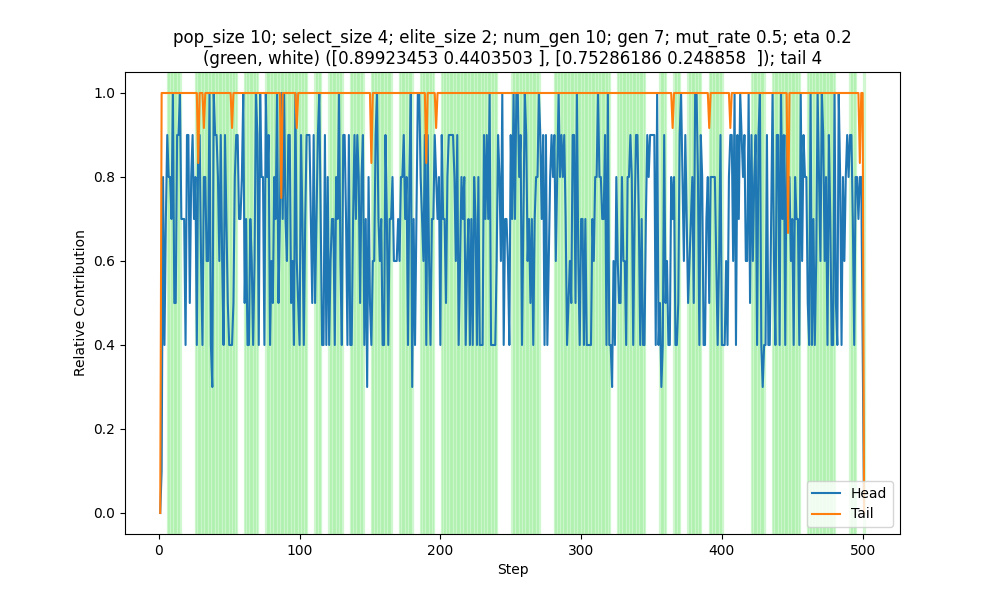 pop_size 10; select_size 4; elite_size 2; num_gen 10; gen 7; mut_rate 0.5; eta 0.2
(green, white) ([0.89923453 0.4403503 ], [0.75286186 0.248858  ]); tail 4
1.0
0.8
0.6
0.4
0.2
0.0
Relative Contribution
Head
Tail
0
100
200
300
400
500
Step